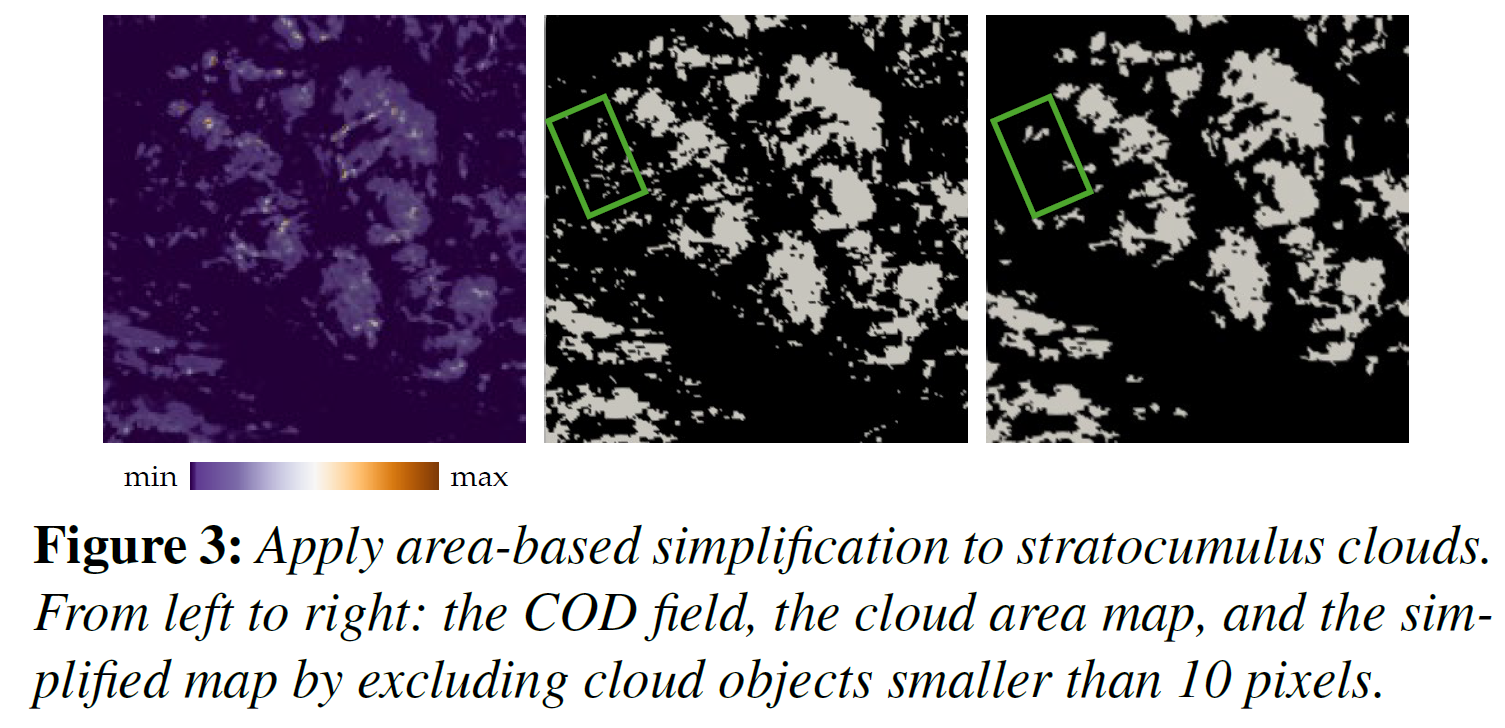 min max
Figure 3: Apply area-based simplification to stratocumulus clouds.
From left to right: the COD field, the cloud area map, and the sim-
plified map by excluding cloud objects smaller than 10 pixels.